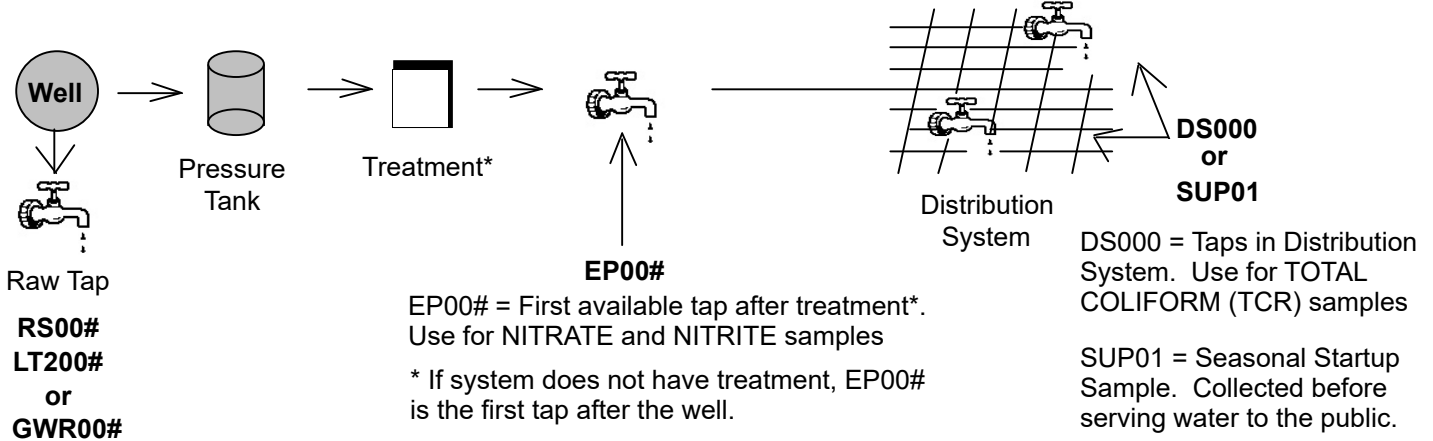 Well
Pressure
Tank
Treatment*
Raw Tap
RS00#
LT200#
or
GWR00#
EP00#
EP00# = First available tap after treatment*.
Use for NITRATE and NITRITE samples
* If system does not have treatment, EP00#
is the first tap after the well.
Distribution
System
DS000
or
SUP01
DS000 = Taps in Distribution
System. Use for TOTAL
COLIFORM (TCR) samples
SUP01 = Seasonal Startup
Sample. Collected before
serving water to the public.